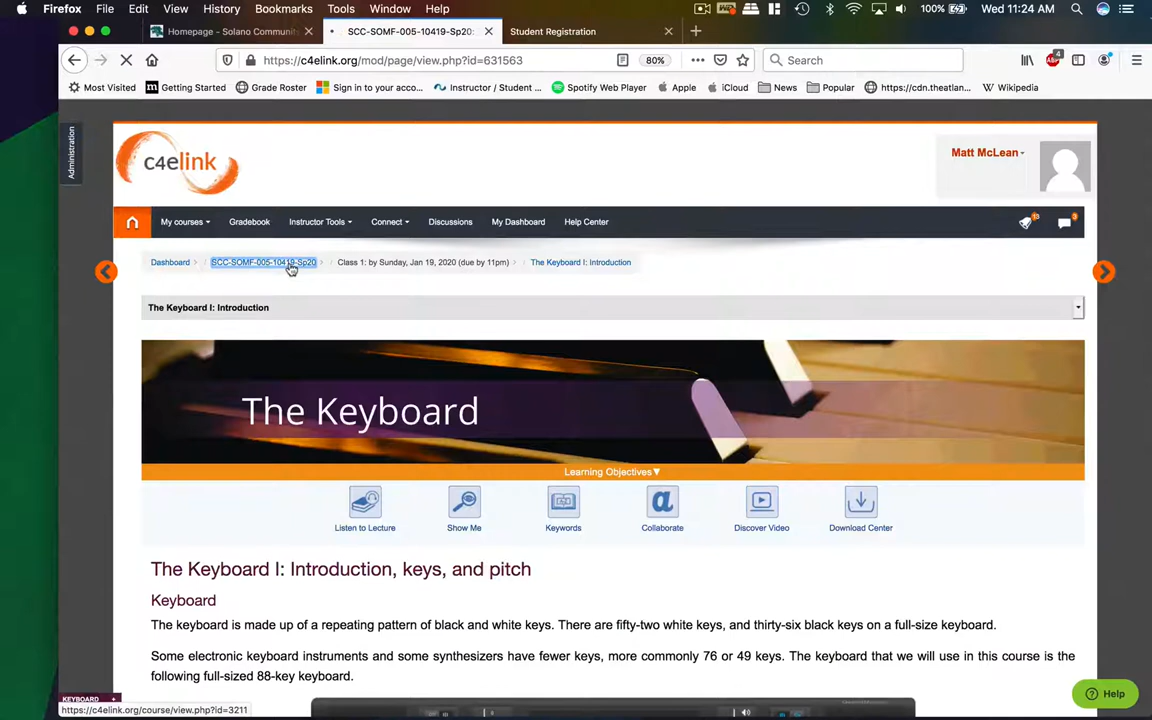 Firefox File Edit View History Bookmarks Tools Window Help 100% Wed 11:24 AM
Homepage - Solano Communit SCC-SOMF-005-10419-Sp20: Student Registration
https://c4elink.org/mod/page/view.php?id=631563 80% Search
Most Visited Getting Started Grade Roster Sign in to your acco... Instructor / Student ... Spotify Web Player Apple iCloud News Popular https://cdn.theatlan... Wikipedia
Administration
c4elink
Matt McLean
My courses Gradebook Instructor Tools Connect Discussions My Dashboard Help Center
Dashboard / SCC-SOMF-005-10419-Sp20 / Class 1: by Sunday, Jan 19, 2020 (due by 11pm) / The Keyboard I: Introduction
The Keyboard I: Introduction
The Keyboard
Learning Objectives▼
Listen to Lecture Show Me Keywords Collaborate Discover Video Download Center
The Keyboard I: Introduction, keys, and pitch
Keyboard
The keyboard is made up of a repeating pattern of black and white keys. There are fifty-two white keys, and thirty-six black keys on a full-size keyboard.
Some electronic keyboard instruments and some synthesizers have fewer keys, more commonly 76 or 49 keys. The keyboard that we will use in this course is the
following full-sized 88-key keyboard.
KEYBOARD
https://c4elink.org/course/view.php?id=3211
Help